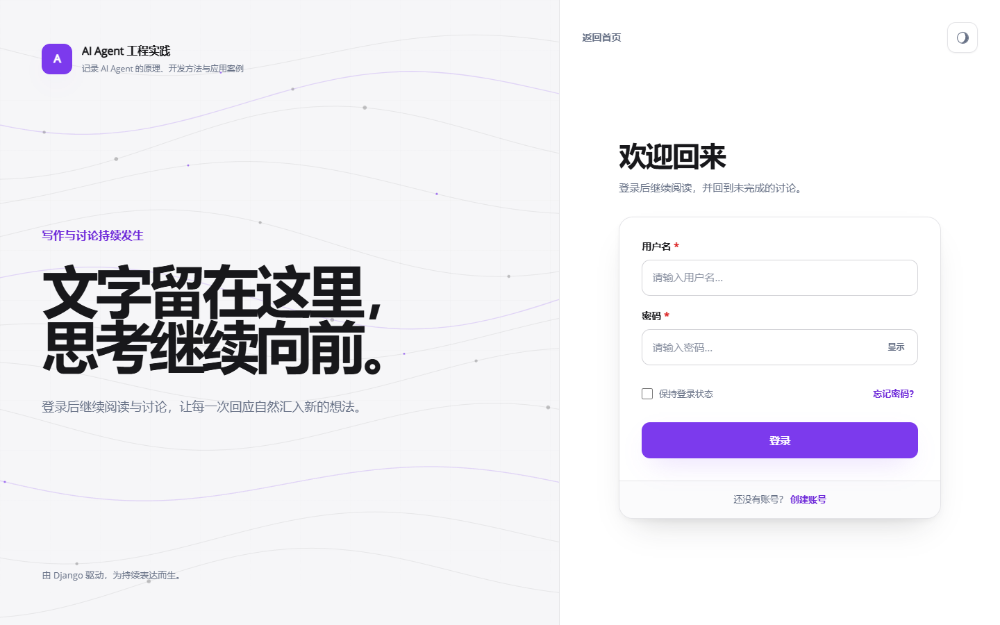 A
AI Agent 工程实践
记录 AI Agent 的原理、开发方法与应用案例
写作与讨论持续发生
文字留在这里，
思考继续向前。
登录后继续阅读与讨论，让每一次回应自然汇入新的想法。
由 Django 驱动，为持续表达而生。
返回首页
欢迎回来
登录后继续阅读，并回到未完成的讨论。
用户名 *
请输入用户名...
密码 *
请输入密码...
显示
保持登录状态
忘记密码?
登录
还没有账号? 创建账号